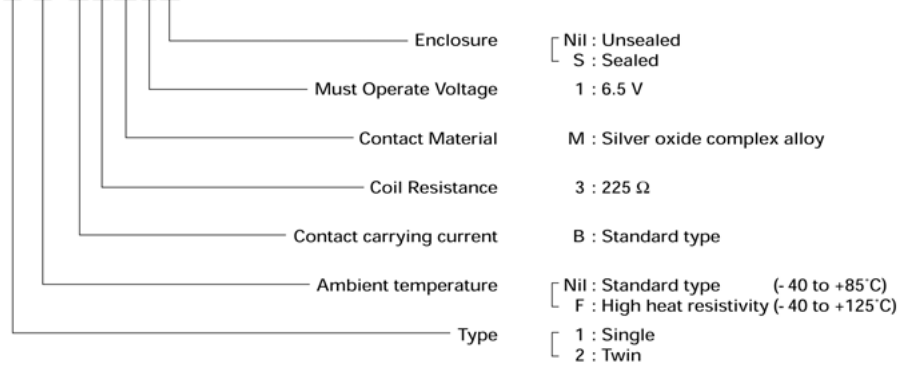 Enclosure Nil : Unsealed
S : Sealed
Must Operate Voltage 1 : 6.5 V
Contact Material M : Silver oxide complex alloy
Coil Resistance 3 : 225 Ω
Contact carrying current B : Standard type
Ambient temperature Nil : Standard type (- 40 to +85˚C)
F : High heat resistivity (- 40 to +125˚C)
Type 1 : Single
2 : Twin